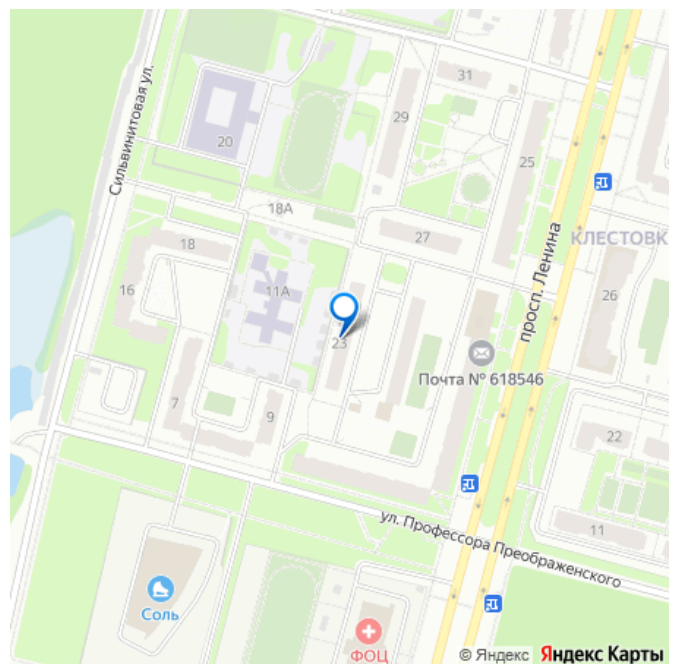 31
29
Сильвинитовая ул.
20
25
18А
27
КЛЕСТОВК
18
просп. Ленина
16
11А
26
23
Почта № 618546
7
9
22
ул. Профессора Преображенского
11
Соль
ФОЦ
© Яндекс Яндекс Карты